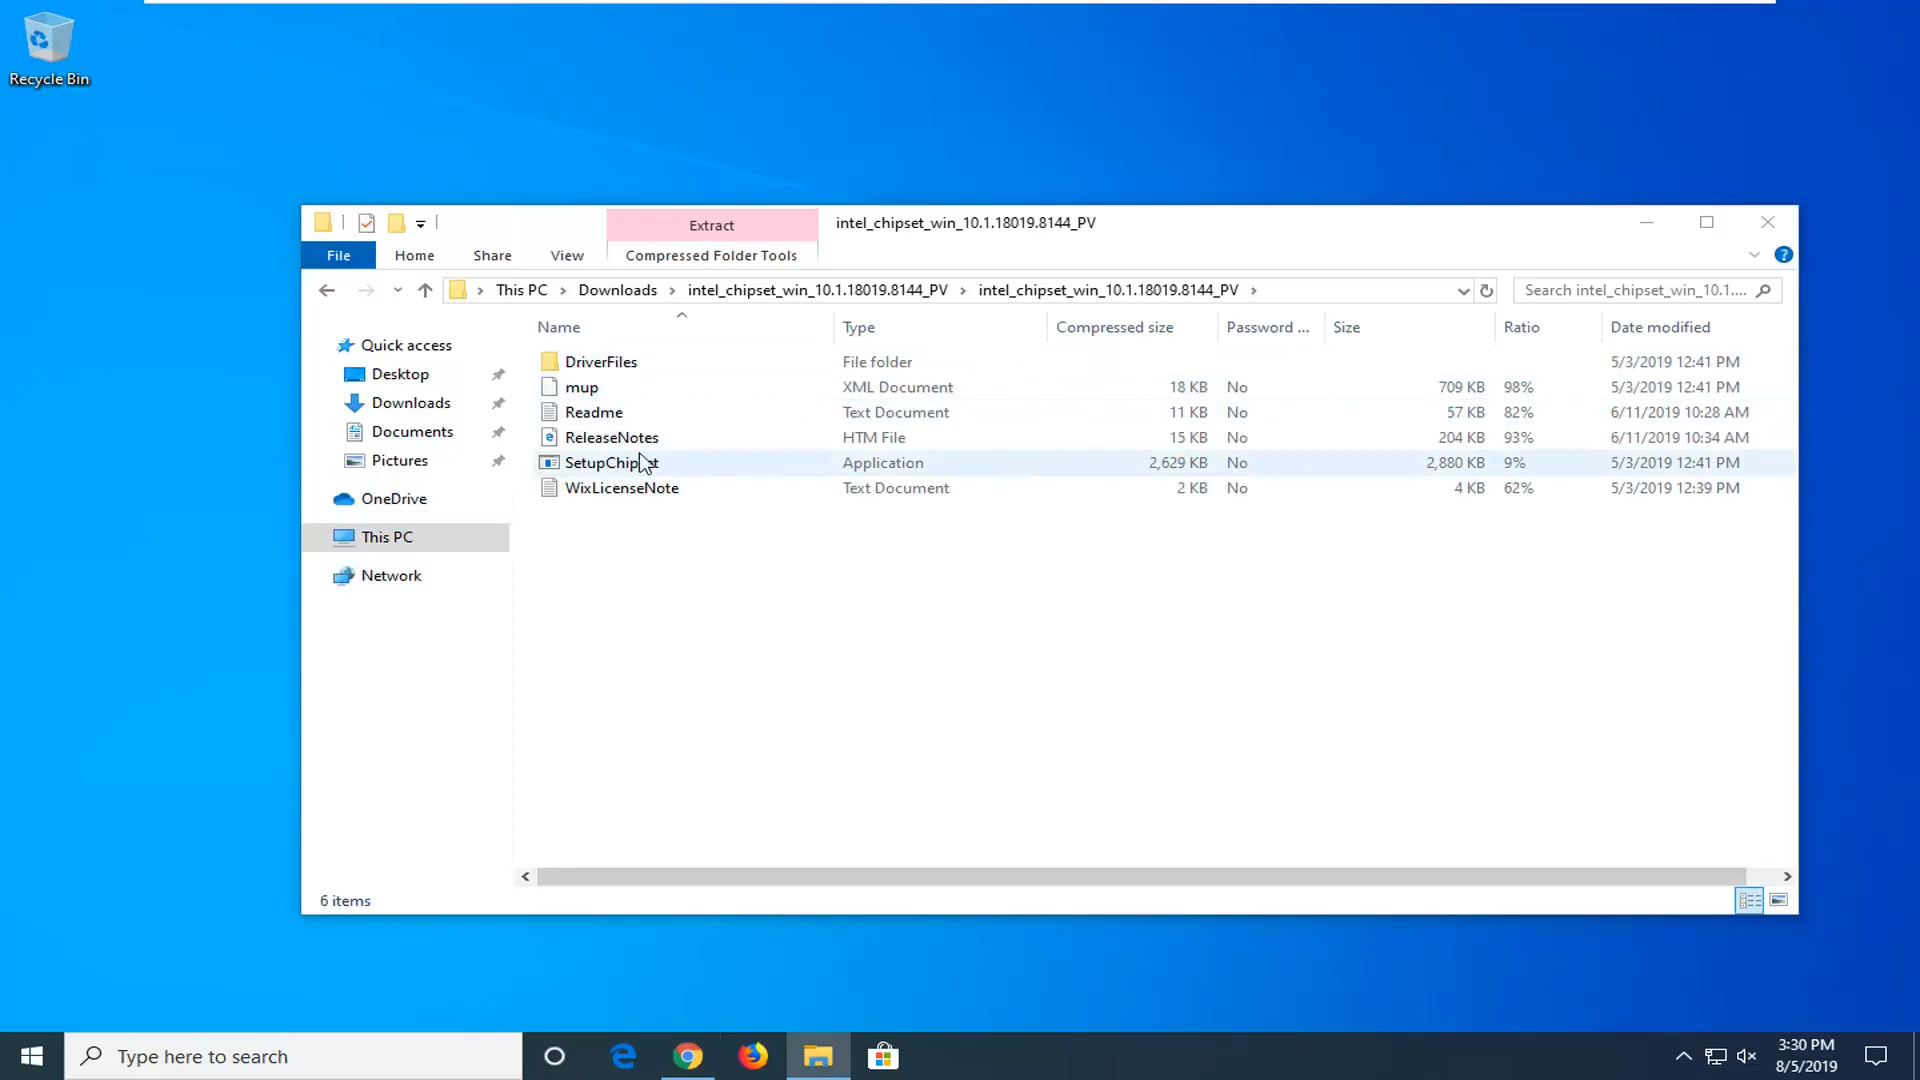 Recycle Bin
Extract
intel_chipset_win_10.1.18019.8144_PV
File Home Share View Compressed Folder Tools
This PC Downloads intel_chipset_win_10.1.18019.8144_PV intel_chipset_win_10.1.18019.8144_PV
Search intel_chipset_win_10.1....
Name Type Compressed size Password ... Size Ratio Date modified
Quick access
Desktop
Downloads
Documents
Pictures
OneDrive
This PC
Network
DriverFiles File folder 5/3/2019 12:41 PM
mup XML Document 18 KB No 709 KB 98% 5/3/2019 12:41 PM
Readme Text Document 11 KB No 57 KB 82% 6/11/2019 10:28 AM
ReleaseNotes HTM File 15 KB No 204 KB 93% 6/11/2019 10:34 AM
SetupChipset Application 2,629 KB No 2,880 KB 9% 5/3/2019 12:41 PM
WixLicenseNote Text Document 2 KB No 4 KB 62% 5/3/2019 12:39 PM
6 items
Type here to search
3:30 PM
8/5/2019